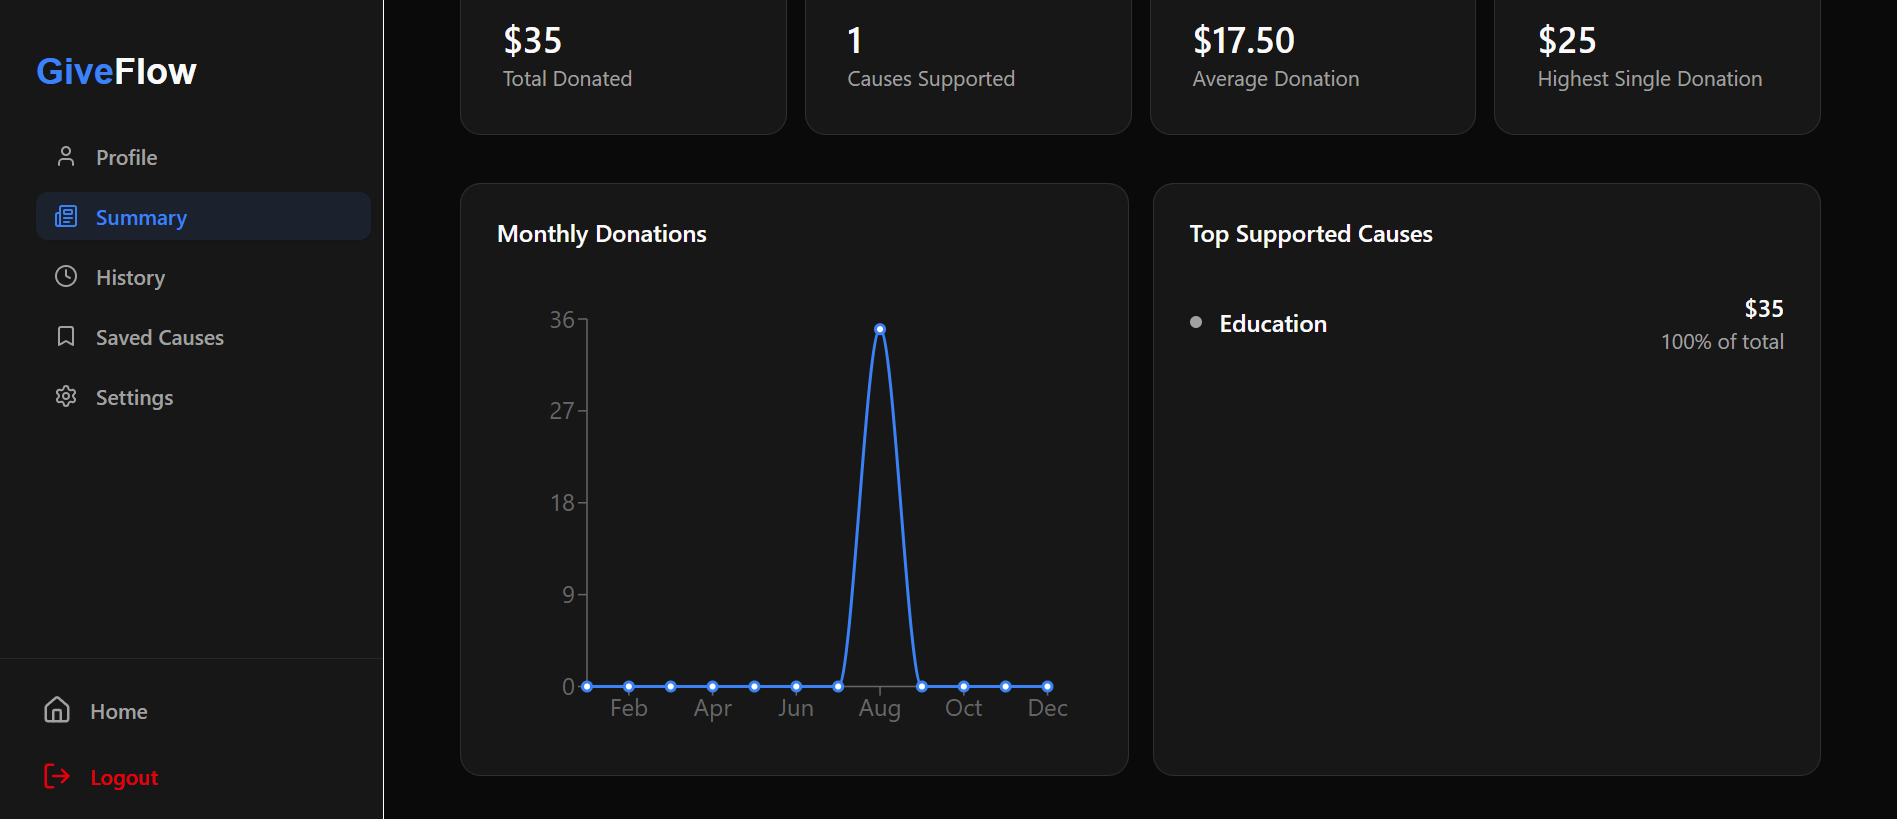 GiveFlow
Profile
Summary
History
Saved Causes
Settings
Home
Logout
$35
Total Donated
1
Causes Supported
$17.50
Average Donation
$25
Highest Single Donation
Monthly Donations
36
27
18
9
0
Feb Apr Jun Aug Oct Dec
Top Supported Causes
Education
$35
100% of total